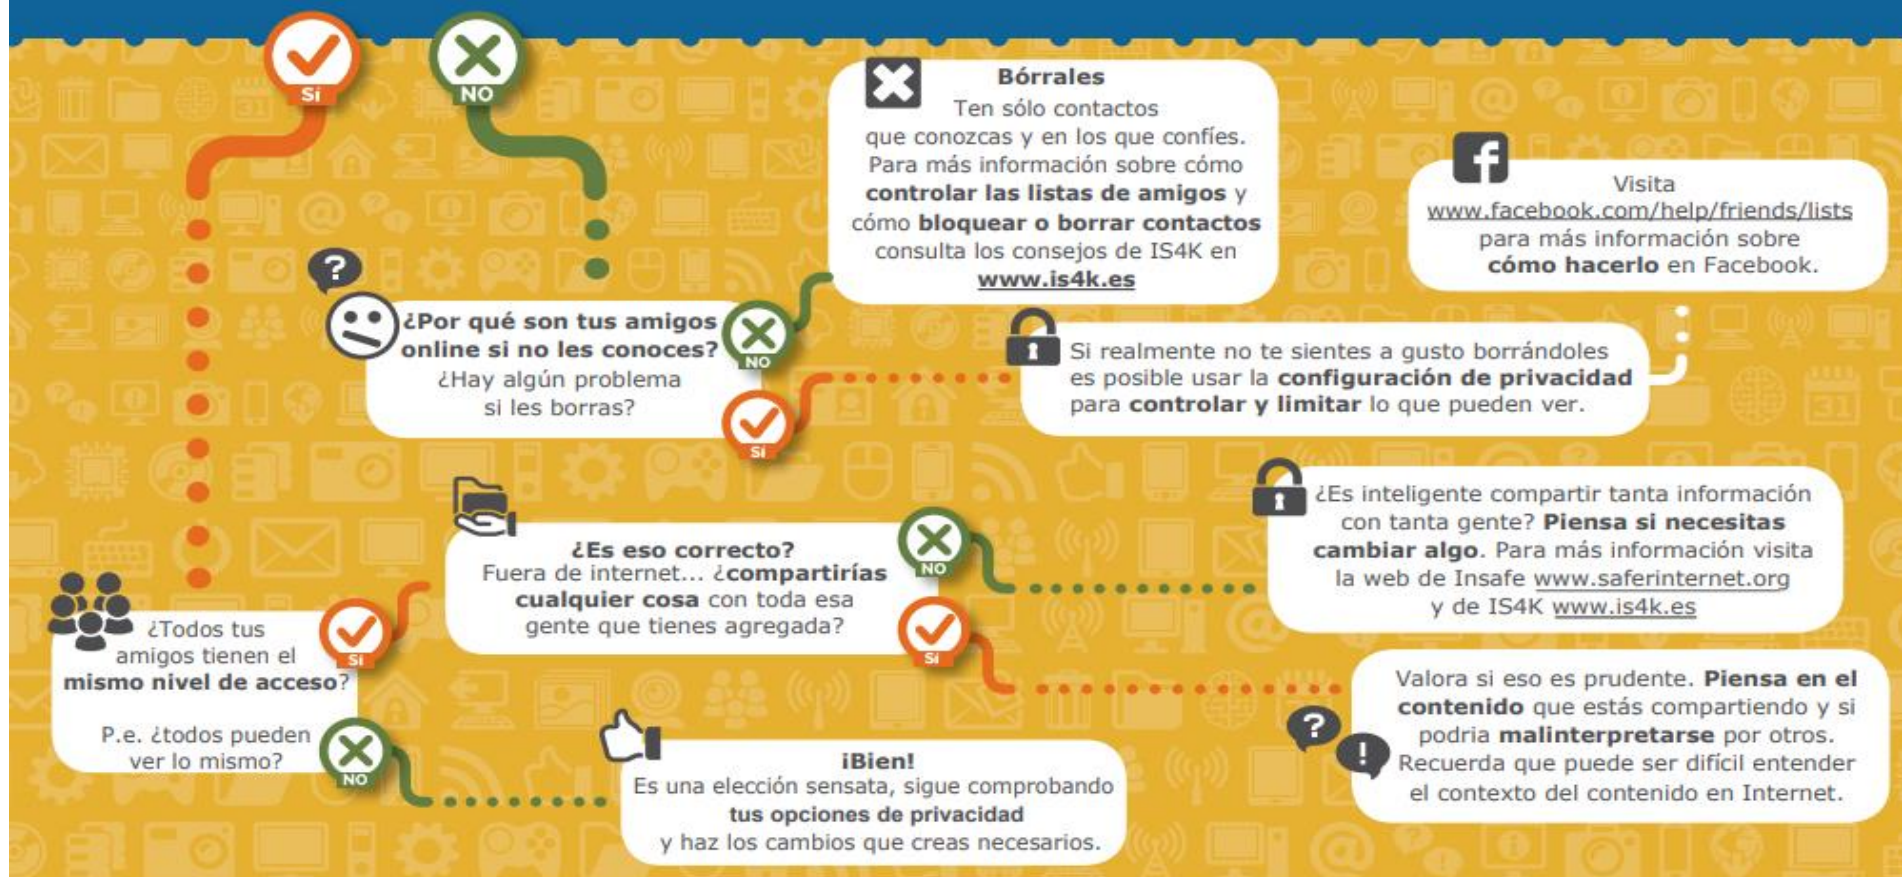 SÍ
NO
Bórrales
Ten sólo contactos
que conozcas y en los que confíes.
Para más información sobre cómo
controlar las listas de amigos y
cómo bloquear o borrar contactos
consulta los consejos de IS4K en
www.is4k.es
f
Visita
www.facebook.com/help/friends/lists
para más información sobre
cómo hacerlo en Facebook.
?
¿Por qué son tus amigos
online si no les conoces?
¿Hay algún problema
si les borras?
NO
SÍ
Si realmente no te sientes a gusto borrándoles
es posible usar la configuración de privacidad
para controlar y limitar lo que pueden ver.
¿Es eso correcto?
Fuera de internet... ¿compartirías
cualquier cosa con toda esa
gente que tienes agregada?
NO
SÍ
¿Es inteligente compartir tanta información
con tanta gente? Piensa si necesitas
cambiar algo. Para más información visita
la web de Insafe www.saferinternet.org
y de IS4K www.is4k.es
¿Todos tus
amigos tienen el
mismo nivel de acceso?
P.e. ¿todos pueden
ver lo mismo?
SÍ
NO
Valora si eso es prudente. Piensa en el
contenido que estás compartiendo y si
podria malinterpretarse por otros.
Recuerda que puede ser difícil entender
el contexto del contenido en Internet.
?
!
¡Bien!
Es una elección sensata, sigue comprobando
tus opciones de privacidad
y haz los cambios que creas necesarios.